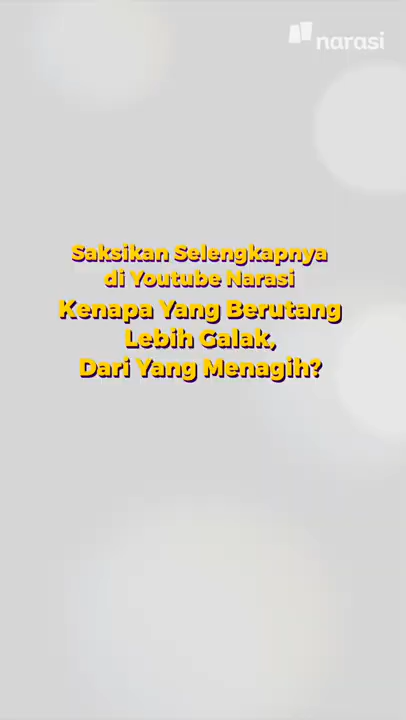 narasi
Saksikan Selengkapnya
di Youtube Narasi
Kenapa Yang Berutang
Lebih Galak,
Dari Yang Menagih?